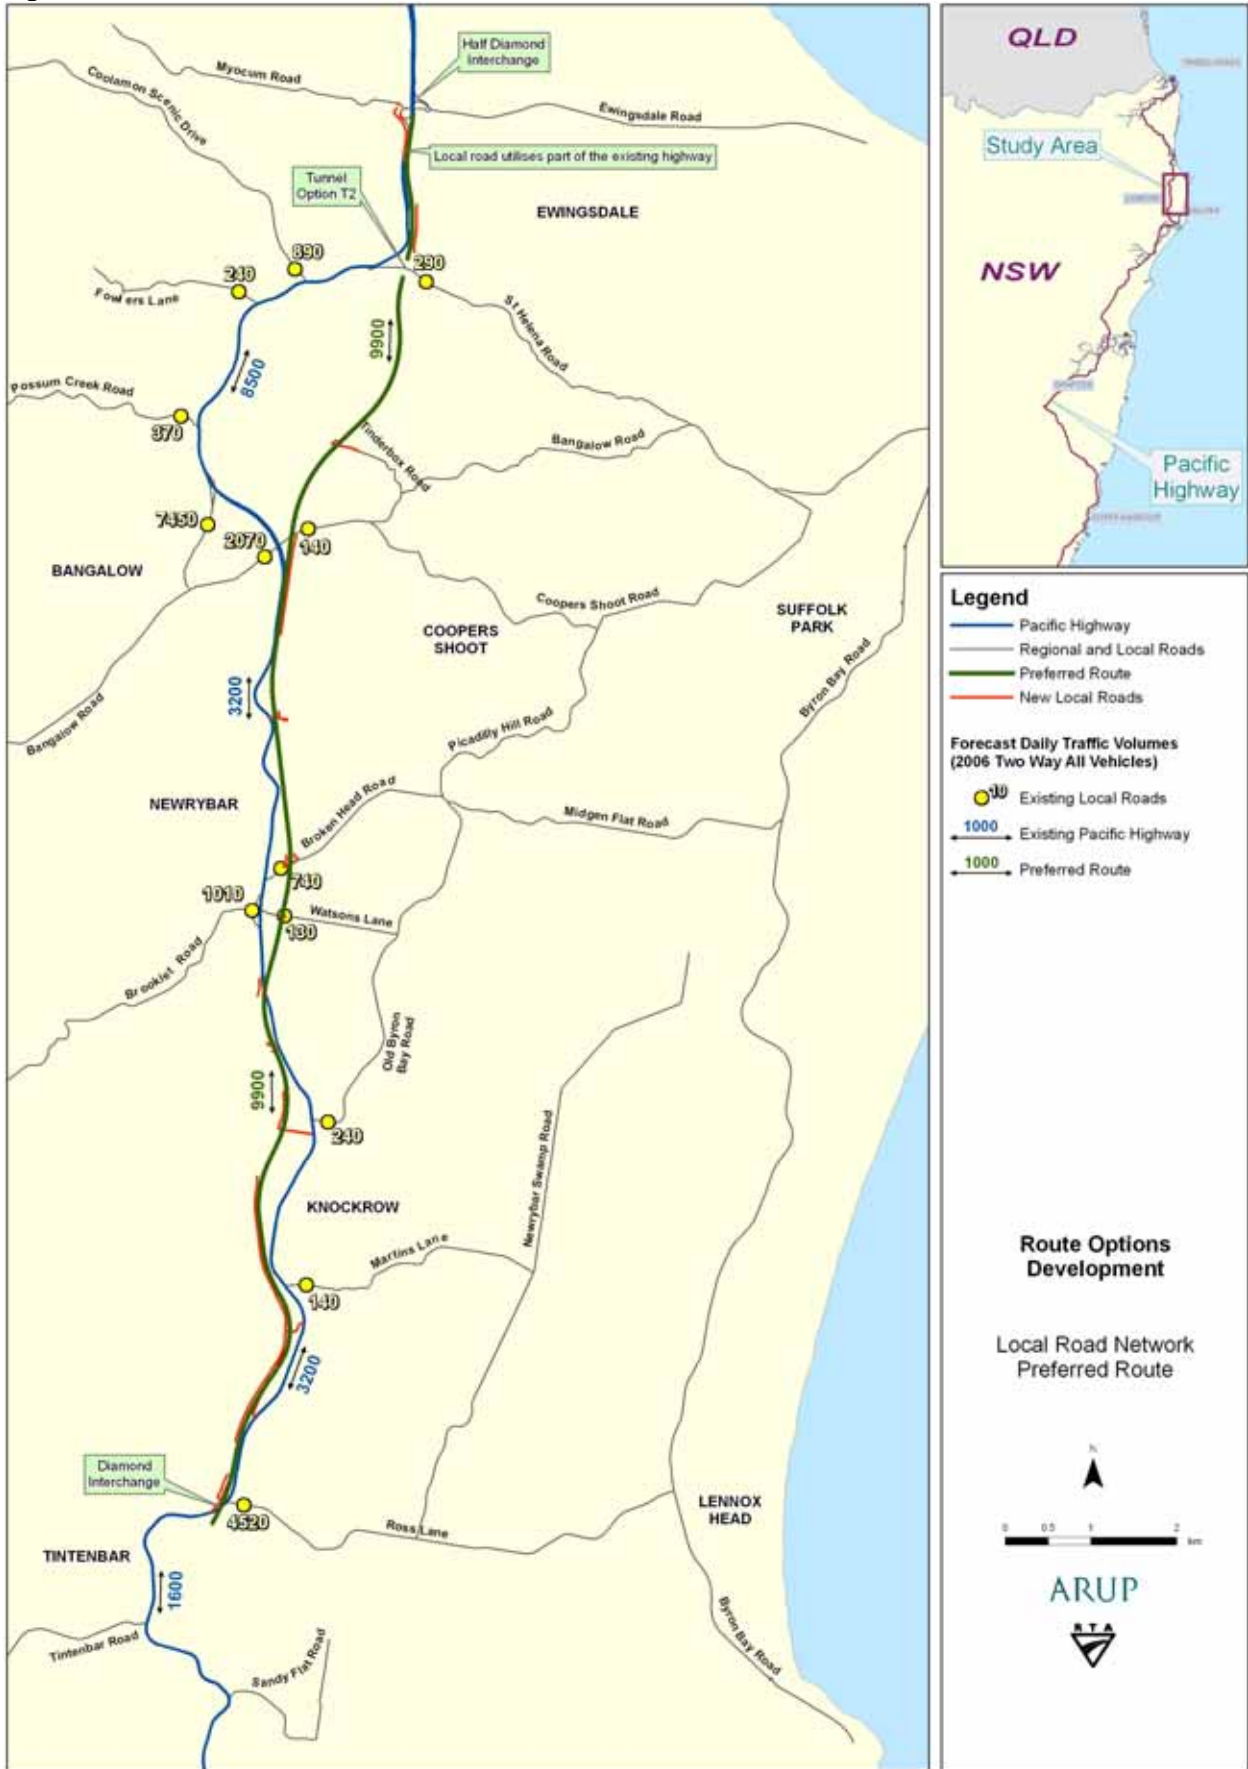 Half Diamond
Interchange
Myocum Road
Coolamon Scenic Drive
Ewingsdale Road
Local road utilises part of the existing highway
Tunnel
Option T2
EWINGSDALE
890
240
290
Fowlers Lane
St Helena Road
9900
8500
Possum Creek Road
370
Tinderbox Road
Bangalow Road
7450
2070
140
BANGALOW
Coopers Shoot Road
COOPERS
SHOOT
SUFFOLK
PARK
Byron Bay Road
3200
Bangalow Road
Picadilly Hill Road
NEWRYBAR
Broken Head Road
Midgen Flat Road
740
1010
Watsons Lane
130
Brooklet Road
Old Byron
Bay Road
9900
240
Newrybar Swamp Road
KNOCKROW
Martins Lane
140
3200
Diamond
Interchange
4520
Ross Lane
LENNOX
HEAD
TINTENBAR
1600
Tintenbar Road
Sandy Flat Road
Byron Bay Road
QLD
Study Area
NSW
Pacific
Highway
Legend
Pacific Highway
Regional and Local Roads
Preferred Route
New Local Roads
Forecast Daily Traffic Volumes
(2006 Two Way All Vehicles)
10 Existing Local Roads
1000 Existing Pacific Highway
1000 Preferred Route
Route Options
Development
Local Road Network
Preferred Route
N
0 0.5 1 2
km
ARUP
RTA